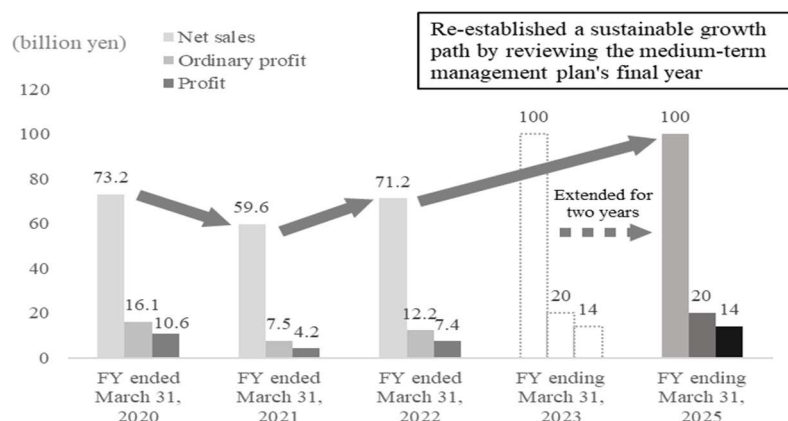 (billion yen)
Net sales
Ordinary profit
Profit
Re-established a sustainable growth
path by reviewing the medium-term
management plan's final year
120
100
80
60
40
20
0
73.2
16.1
10.6
59.6
7.5
4.2
71.2
12.2
7.4
100
20
14
Extended for
two years
100
20
14
FY ended
March 31,
2020
FY ended
March 31,
2021
FY ended
March 31,
2022
FY ending
March 31,
2023
FY ending
March 31,
2025